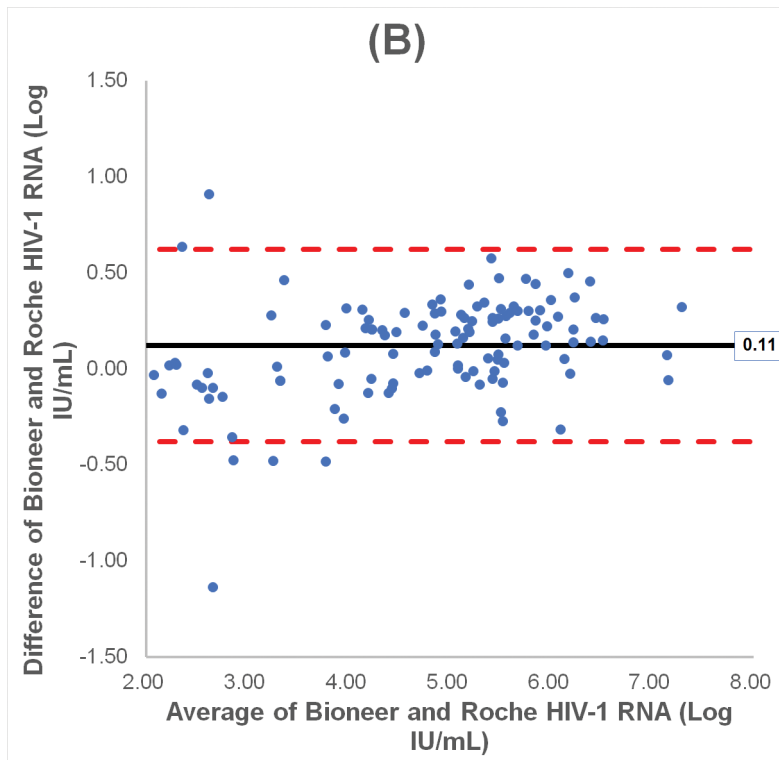 (B)
Difference of Bioneer and Roche HIV-1 RNA (Log
IU/mL)
1.50
1.00
0.50
0.00
-0.50
-1.00
-1.50
0.11
2.00 3.00 4.00 5.00 6.00 7.00 8.00
Average of Bioneer and Roche HIV-1 RNA (Log
IU/mL)